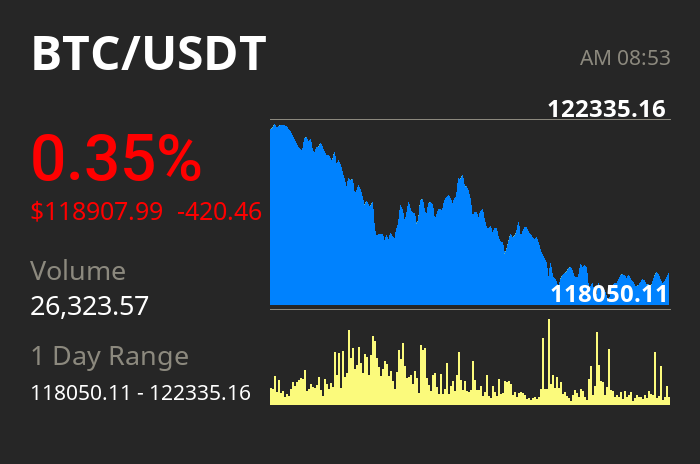 BTC/USDT
AM 08:53
122335.16
0.35%
$118907.99 -420.46
Volume
26,323.57
118050.11
1 Day Range
118050.11 - 122335.16